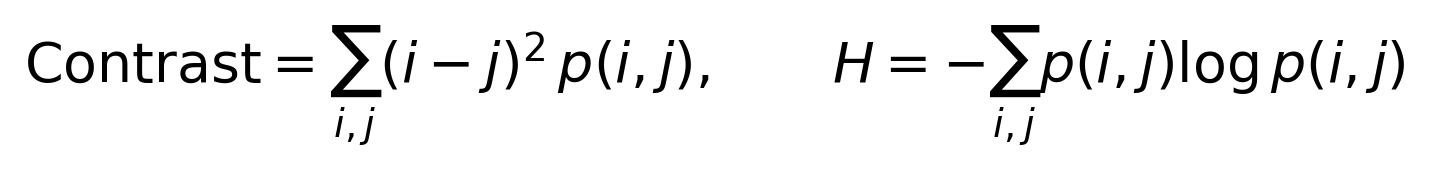 Contrast = ∑_{i,j} (i − j)² p(i, j),    H = −∑_{i,j} p(i, j) log p(i, j)